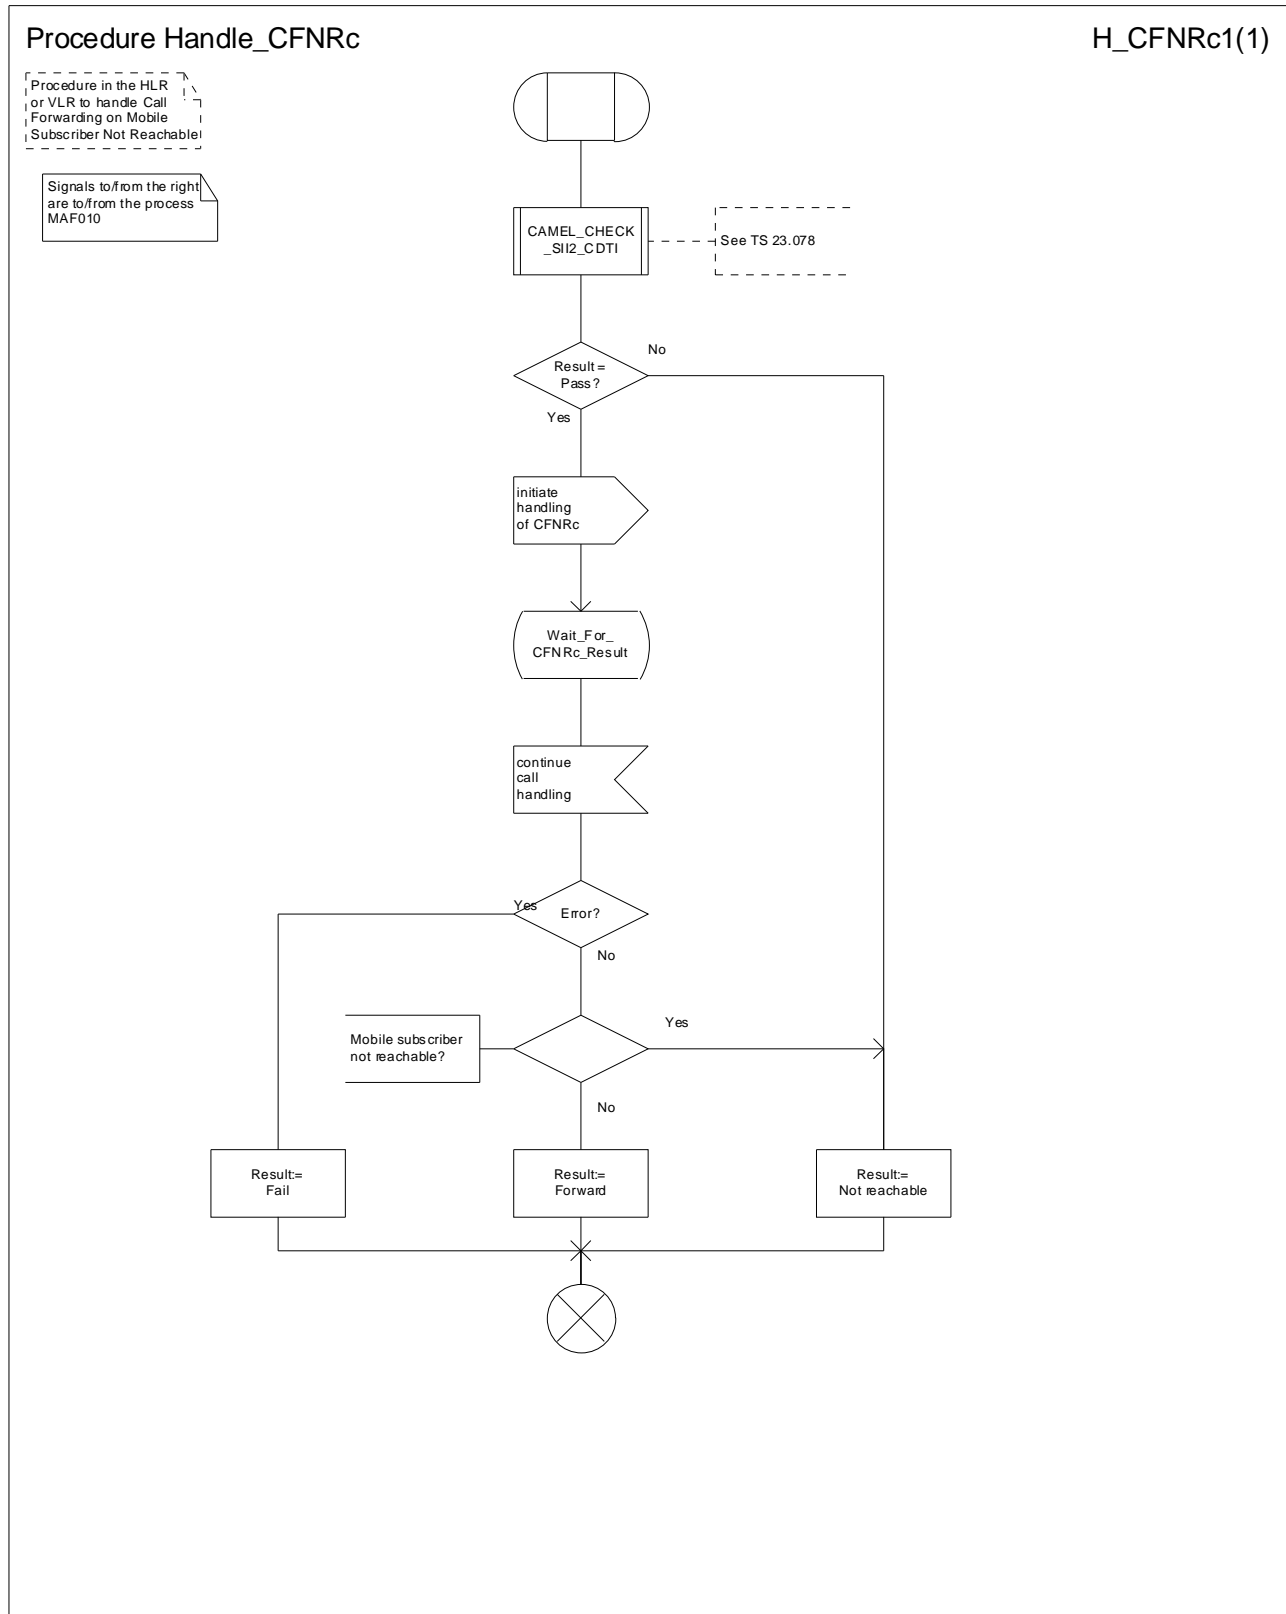 Procedure Handle_CFNRc
H_CFNRc1(1)
Procedure in the HLR
or VLR to handle Call
Forwarding on Mobile
Subscriber Not Reachable
Signals to/from the right
are to/from the process
MAF010
CAMEL_CHECK
_SII2_CDTI
See TS 23.078
Result=
Pass?
No
Yes
initiate
handling
of CFNRc
Wait_For_
CFNRc_Result
continue
call
handling
Yes
Error?
No
Mobile subscriber
not reachable?
Yes
No
Result:=
Fail
Result:=
Forward
Result:=
Not reachable